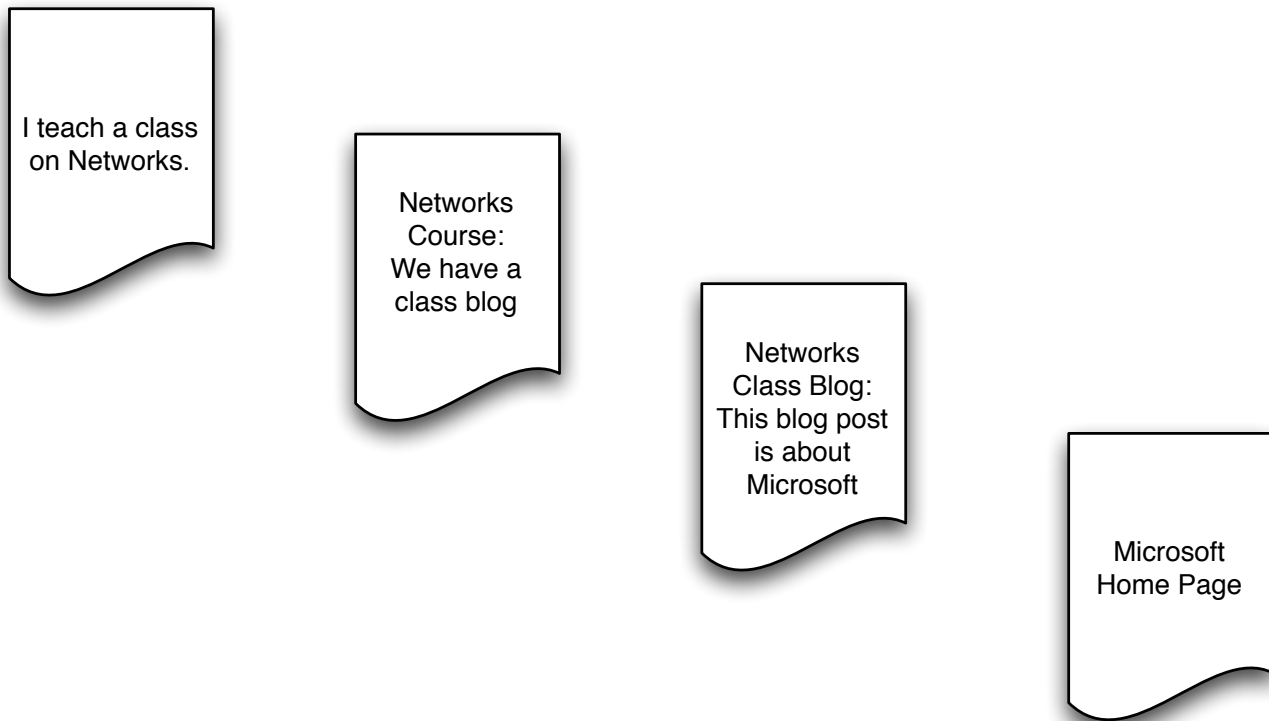 I teach a class
on Networks.
Networks
Course:
We have a
class blog
Networks
Class Blog:
This blog post
is about
Microsoft
Microsoft
Home Page